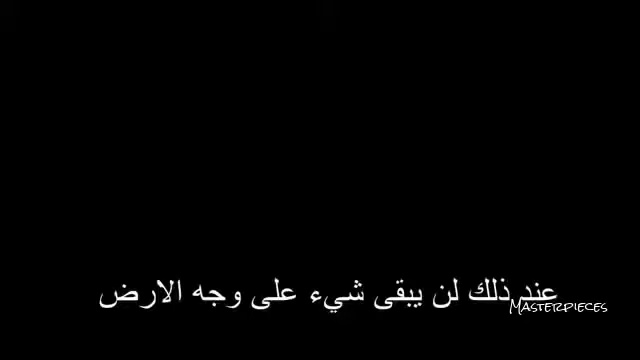 عند ذلك لن يبقى شيء على وجه الارض
Masterpieces